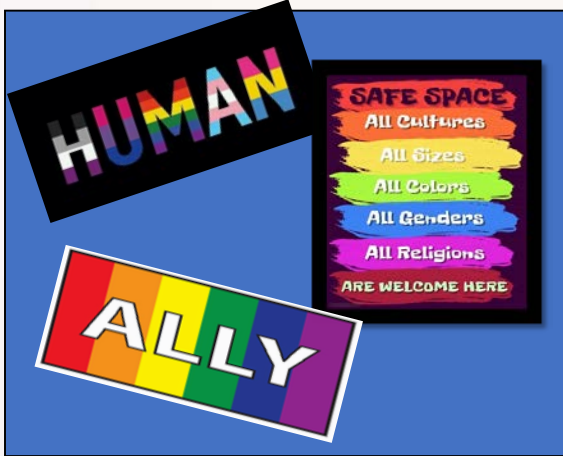 HUMAN
SAFE SPACE
All Cultures
All Sizes
All Colors
All Genders
All Religions
ARE WELCOME HERE
ALLY